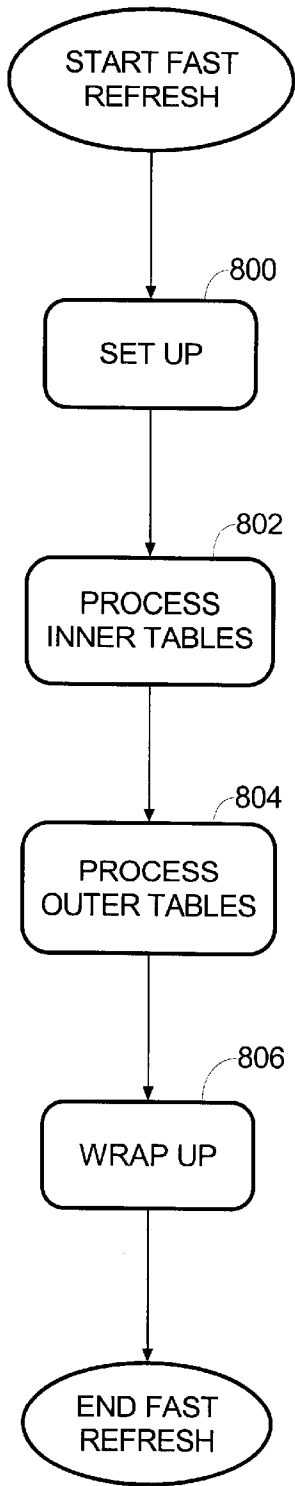 START FAST
REFRESH
800
SET UP
802
PROCESS
INNER TABLES
804
PROCESS
OUTER TABLES
806
WRAP UP
END FAST
REFRESH